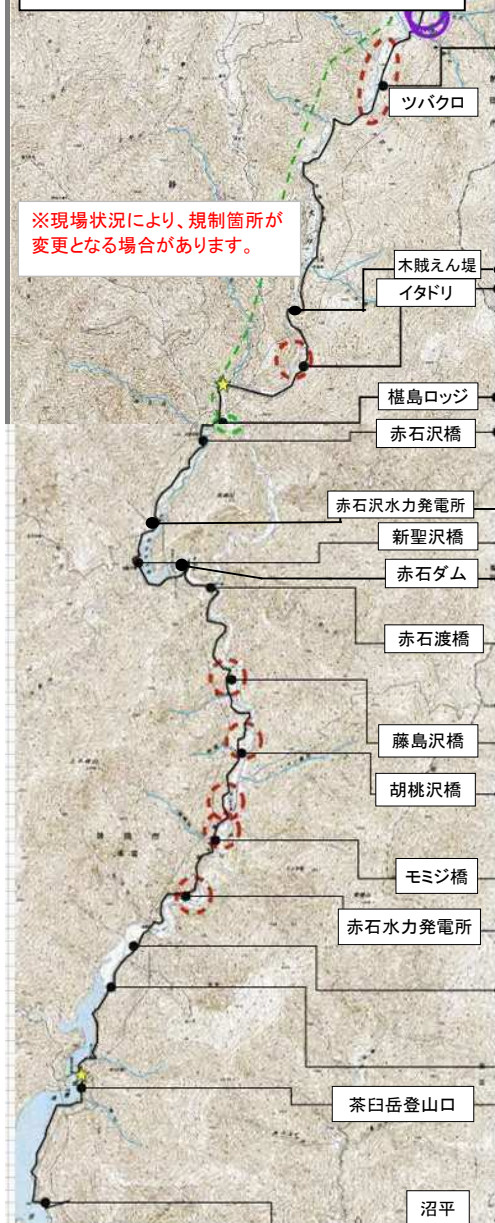 ツバクロ
※現場状況により、規制箇所が
変更となる場合があります。
木賊えん堤
イタドリ
椹島ロッジ
赤石沢橋
赤石沢水力発電所
新聖沢橋
赤石ダム
赤石渡橋
藤島沢橋
胡桃沢橋
モミジ橋
赤石水力発電所
茶臼岳登山口
沼平